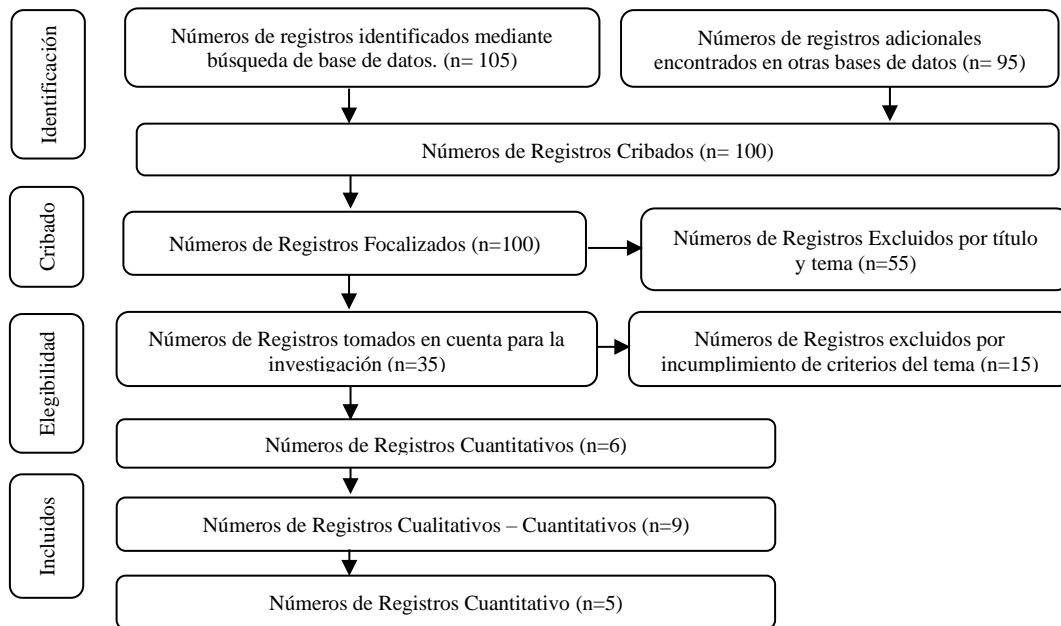 Identificación
Números de registros identificados mediante
búsqueda de base de datos. (n= 105)
Números de registros adicionales
encontrados en otras bases de datos (n= 95)
Números de Registros Cribados (n= 100)
Cribado
Números de Registros Focalizados (n=100)
Números de Registros Excluidos por título
y tema (n=55)
Elegibilidad
Números de Registros tomados en cuenta para la
investigación (n=35)
Números de Registros excluidos por
incumplimiento de criterios del tema (n=15)
Números de Registros Cuantitativos (n=6)
Incluidos
Números de Registros Cualitativos – Cuantitativos (n=9)
Números de Registros Cuantitativo (n=5)